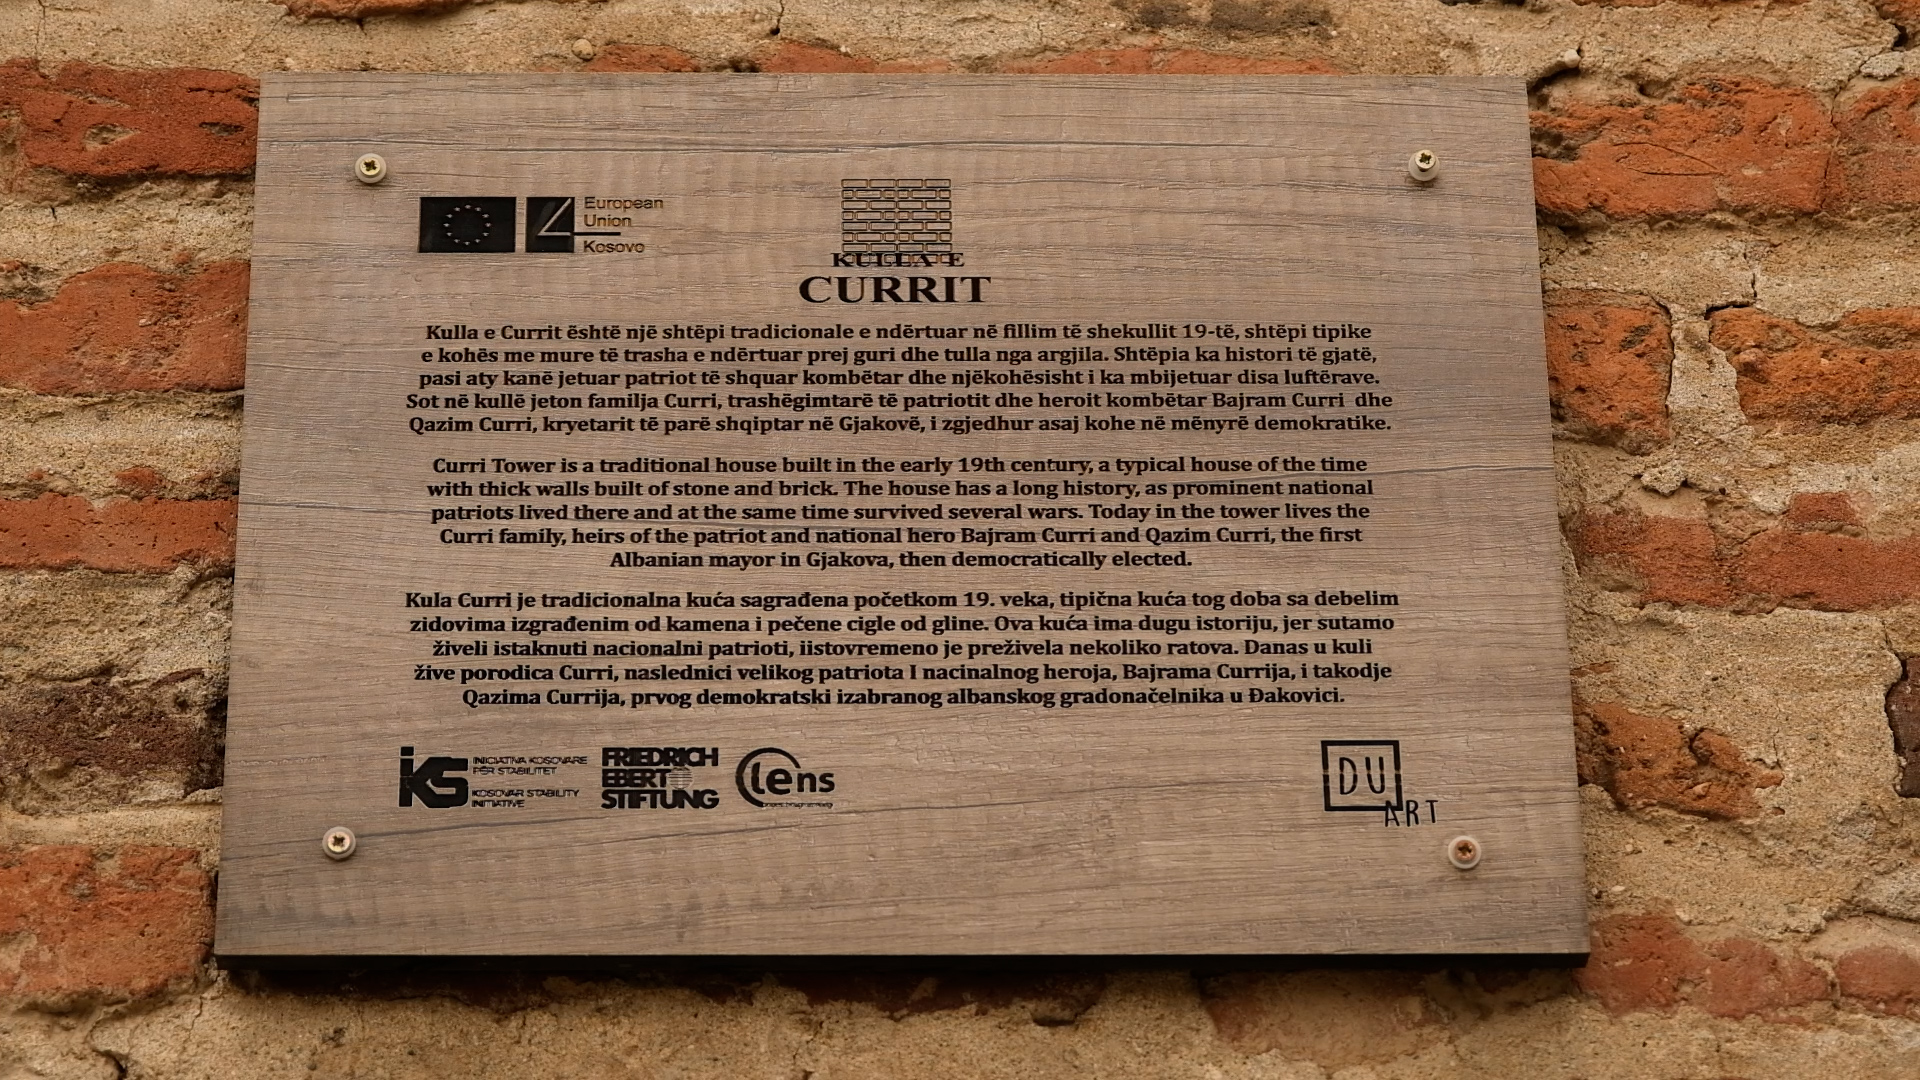 European
Union
Kosovo
KULLA E
CURRIT
Kulla e Currit është një shtëpi tradicionale e ndërtuar në fillim të shekullit 19-të, shtëpi tipike
e kohës me mure të trasha e ndërtuar prej guri dhe tulla nga argjila. Shtëpia ka histori të gjatë,
pasi aty kanë jetuar patriot të shquar kombëtar dhe njëkohësisht i ka mbijetuar disa luftërave.
Sot në kullë jeton familja Curri, trashëgimtarë të patriotit dhe heroit kombëtar Bajram Curri dhe
Qazim Curri, kryetarit të parë shqiptar në Gjakovë, i zgjedhur asaj kohe në mënyrë demokratike.
Curri Tower is a traditional house built in the early 19th century, a typical house of the time
with thick walls built of stone and brick. The house has a long history, as prominent national
patriots lived there and at the same time survived several wars. Today in the tower lives the
Curri family, heirs of the patriot and national hero Bajram Curri and Qazim Curri, the first
Albanian mayor in Gjakova, then democratically elected.
Kula Curri je tradicionalna kuća sagrađena početkom 19. veka, tipična kuća tog doba sa debelim
zidovima izgrađenim od kamena i pečene cigle od gline. Ova kuća ima dugu istoriju, jer sutamo
živeli istaknuti nacionalni patrioti, iistovremeno je preživela nekoliko ratova. Danas u kuli
žive porodica Curri, naslednici velikog patriota I nacinalnog heroja, Bajrama Currija, i takodje
Qazima Currija, prvog demokratski izabranog albanskog gradonačelnika u Đakovici.
iKS
INICIATIVA KOSOVARE
PËR STABILITET
KOSOVAR STABILITY
INITIATIVE
FRIEDRICH
EBERT
STIFTUNG
lens
DU
ART